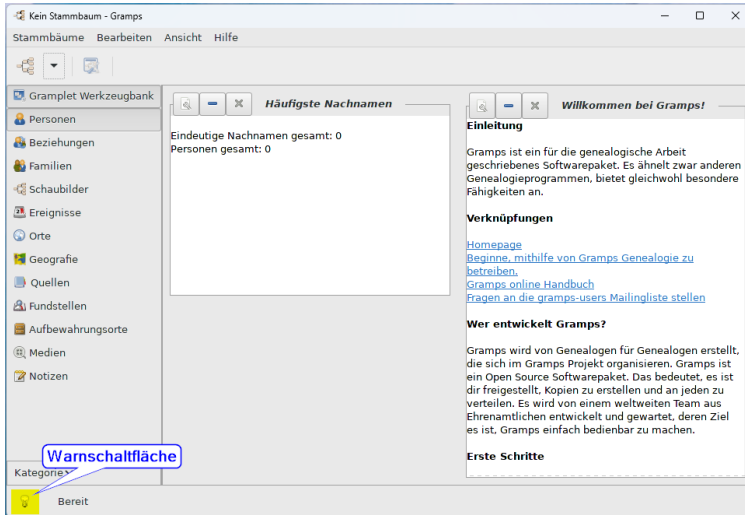 Kein Stammbaum - Gramps
Stammbäume Bearbeiten Ansicht Hilfe
Gramplet Werkzeugbank
Personen
Beziehungen
Familien
Schaubilder
Ereignisse
Orte
Geografie
Quellen
Fundstellen
Aufbewahrungsorte
Medien
Notizen
Kategorie
Häufigste Nachnamen
Eindeutige Nachnamen gesamt: 0
Personen gesamt: 0
Willkommen bei Gramps!
Einleitung
Gramps ist ein für die genealogische Arbeit
geschriebenes Softwarepaket. Es ähnelt zwar anderen
Genealogieprogrammen, bietet gleichwohl besondere
Fähigkeiten an.
Verknüpfungen
Homepage
Beginne, mithilfe von Gramps Genealogie zu
betreiben.
Gramps online Handbuch
Fragen an die gramps-users Mailingliste stellen
Wer entwickelt Gramps?
Gramps wird von Genealogen für Genealogen erstellt,
die sich im Gramps Projekt organisieren. Gramps ist
ein Open Source Softwarepaket. Das bedeutet, es ist
dir freigestellt, Kopien zu erstellen und an jeden zu
verteilen. Es wird von einem weltweiten Team aus
Ehrenamtlichen entwickelt und gewartet, deren Ziel
es ist, Gramps einfach bedienbar zu machen.
Erste Schritte
Warnschaltfläche
Bereit